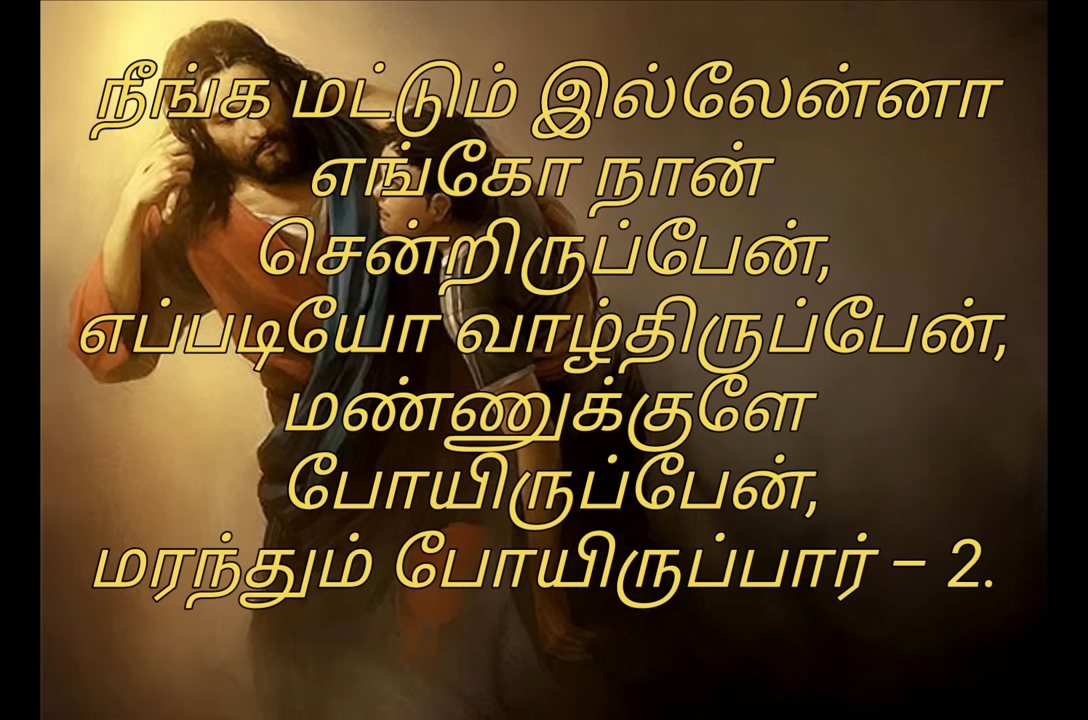 நீங்க மட்டும் இல்லேன்னா
எங்கோ நான்
சென்றிருப்பேன்,
எப்படியோ வாழ்திருப்பேன்,
மண்ணுக்குளே
போயிருப்பேன்,
மரந்தும் போயிருப்பார் – 2.